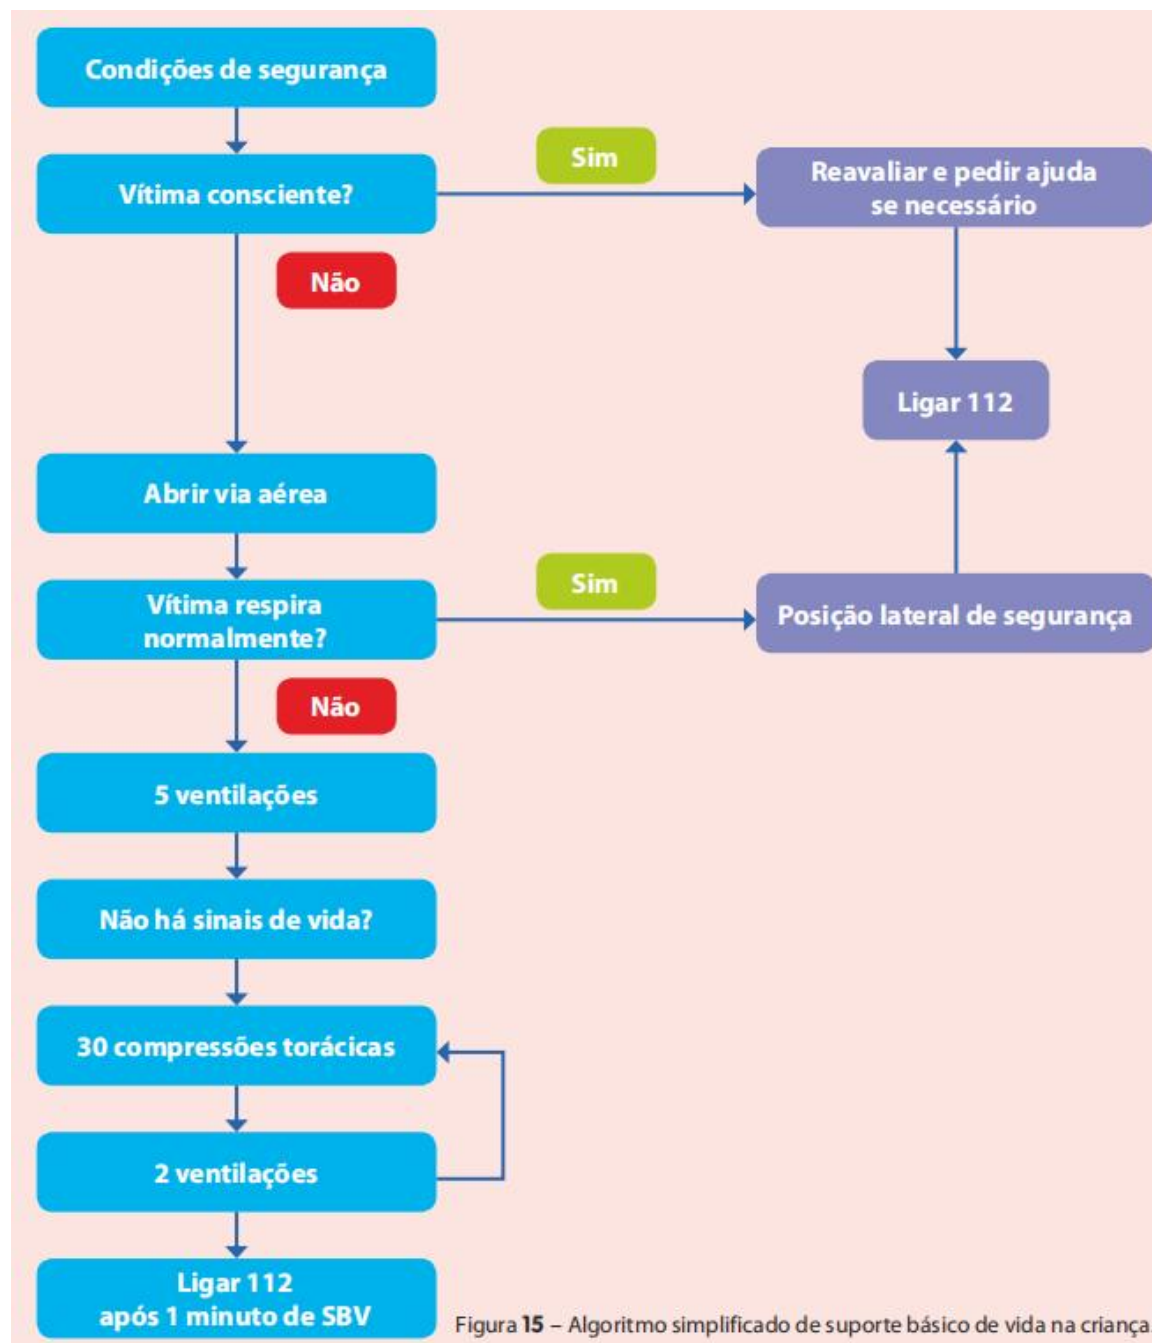 Condições de segurança
Vítima consciente?
Sim
Reavaliar e pedir ajuda
se necessário
Não
Ligar 112
Abrir via aérea
Vítima respira
normalmente?
Sim
Posição lateral de segurança
Não
5 ventilações
Não há sinais de vida?
30 compressões torácicas
2 ventilações
Ligar 112
após 1 minuto de SBV
Figura 15 – Algoritmo simplificado de suporte básico de vida na criança